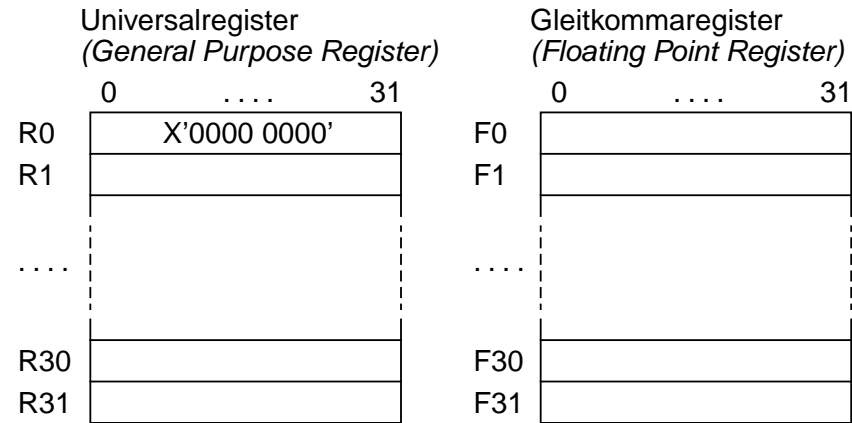 Universalregister
(General Purpose Register)
0 .... 31
R0 X'0000 0000'
R1
....
R30
R31
Gleitkommaregister
(Floating Point Register)
0 .... 31
F0
F1
....
F30
F31